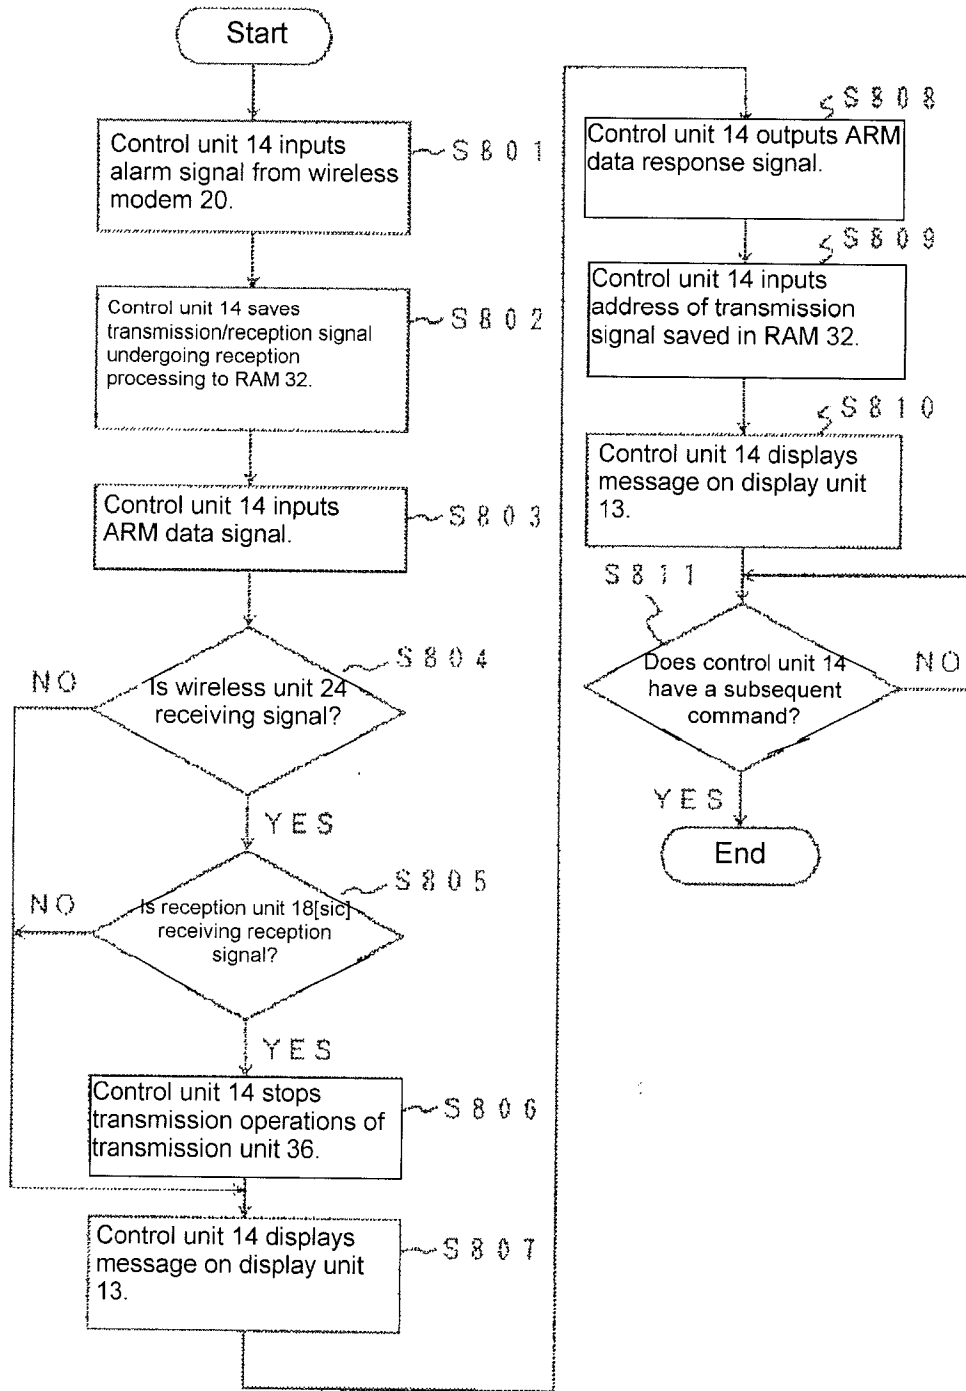 Start
Control unit 14 inputs
alarm signal from wireless
modem 20.
S801
Control unit 14 saves
transmission/reception signal
undergoing reception
processing to RAM 32.
S802
Control unit 14 inputs
ARM data signal.
S803
S804
NO
Is wireless unit 24
receiving signal?
YES
S805
NO
Is reception unit 18[sic]
receiving reception
signal?
YES
Control unit 14 stops
transmission operations of
transmission unit 36.
S806
Control unit 14 displays
message on display unit
13.
S807
S808
Control unit 14 outputs ARM
data response signal.
S809
Control unit 14 inputs
address of transmission
signal saved in RAM 32.
S810
Control unit 14 displays
message on display unit
13.
S811
Does control unit 14
have a subsequent
command?
NO
YES
End